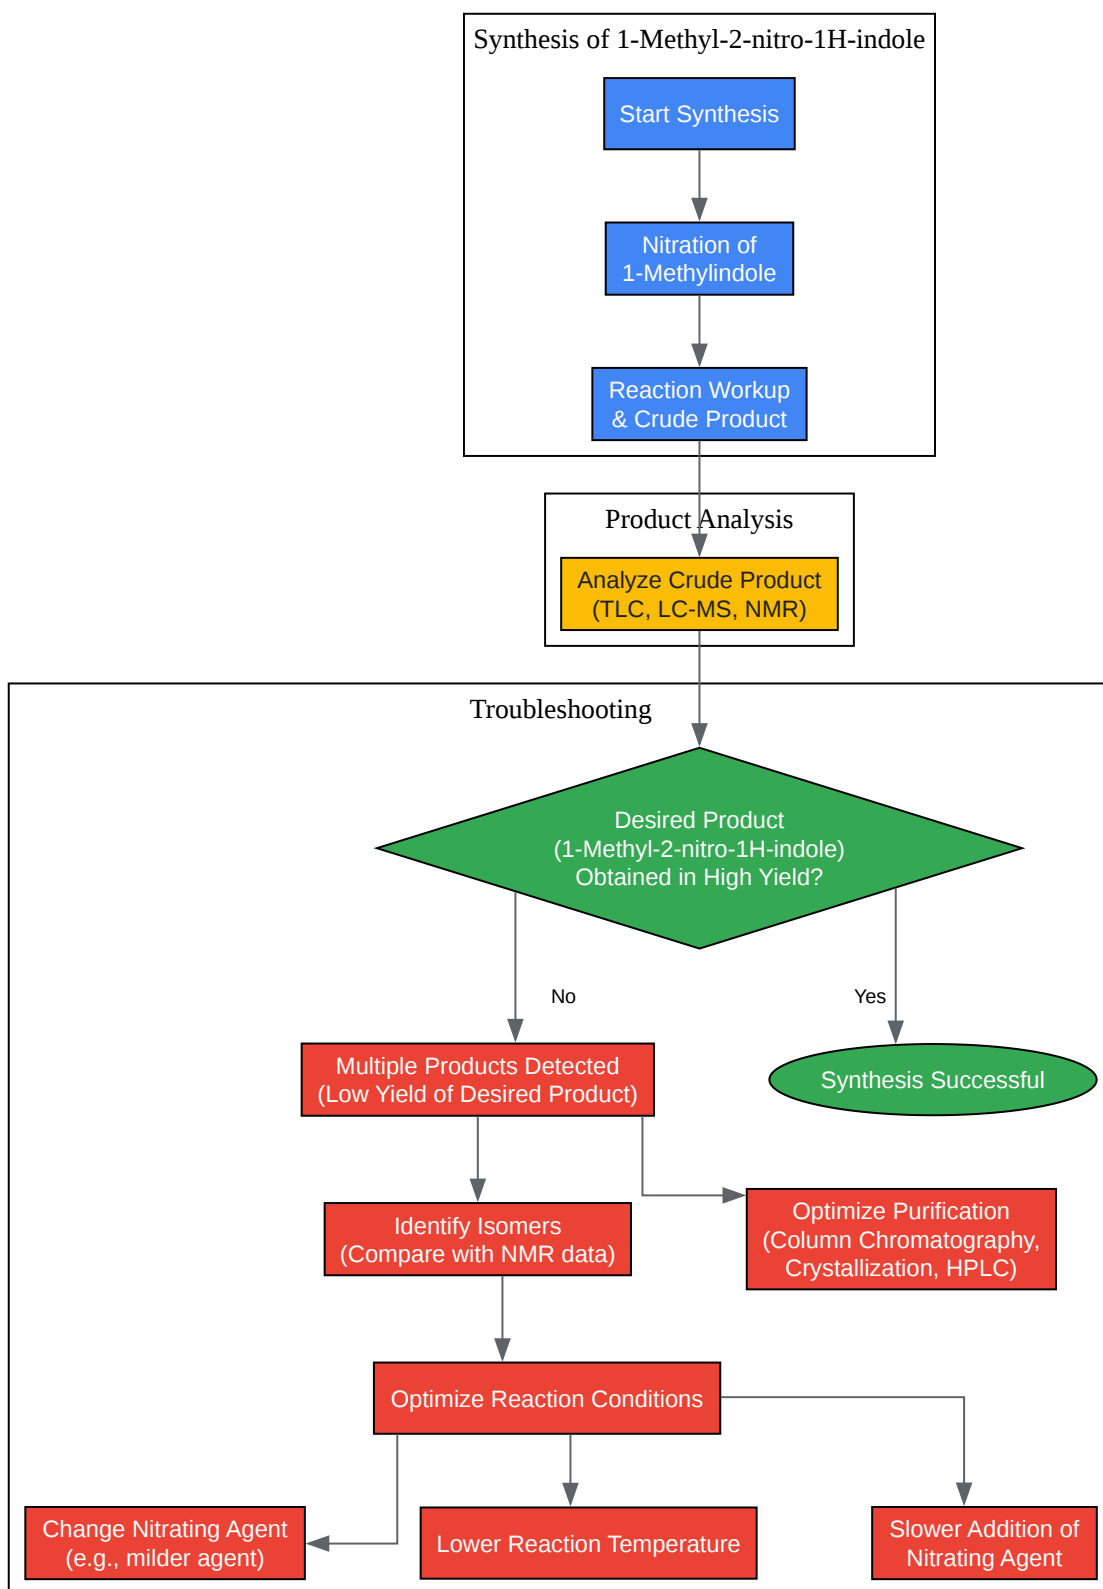 Synthesis of 1-Methyl-2-nitro-1H-indole
Start Synthesis
Nitration of
1-Methylindole
Reaction Workup
& Crude Product
Product Analysis
Analyze Crude Product
(TLC, LC-MS, NMR)
Troubleshooting
Desired Product
(1-Methyl-2-nitro-1H-indole)
Obtained in High Yield?
No
Yes
Multiple Products Detected
(Low Yield of Desired Product)
Synthesis Successful
Identify Isomers
(Compare with NMR data)
Optimize Purification
(Column Chromatography,
Crystallization, HPLC)
Optimize Reaction Conditions
Change Nitrating Agent
(e.g., milder agent)
Lower Reaction Temperature
Slower Addition of
Nitrating Agent